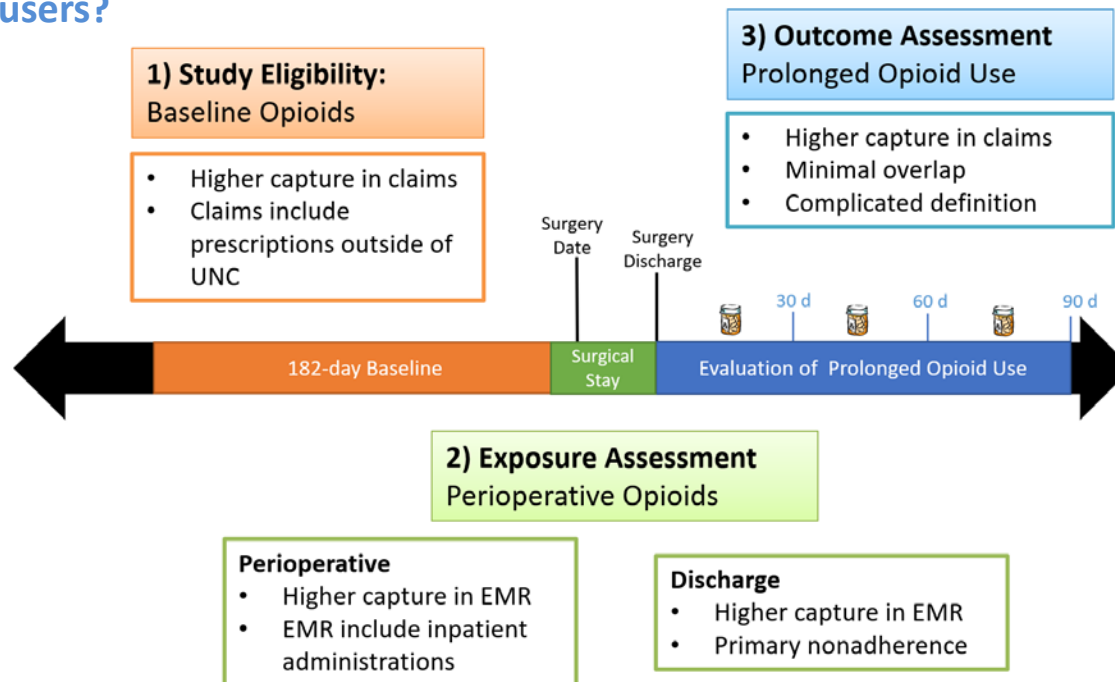 users?
1) Study Eligibility:
Baseline Opioids
• Higher capture in claims
• Claims include
prescriptions outside of
UNC
3) Outcome Assessment
Prolonged Opioid Use
• Higher capture in claims
• Minimal overlap
• Complicated definition
Surgery
Date
Surgery
Discharge
30 d
60 d
90 d
182-day Baseline
Surgical
Stay
Evaluation of Prolonged Opioid Use
2) Exposure Assessment
Perioperative Opioids
Perioperative
• Higher capture in EMR
• EMR include inpatient
administrations
Discharge
• Higher capture in EMR
• Primary nonadherence